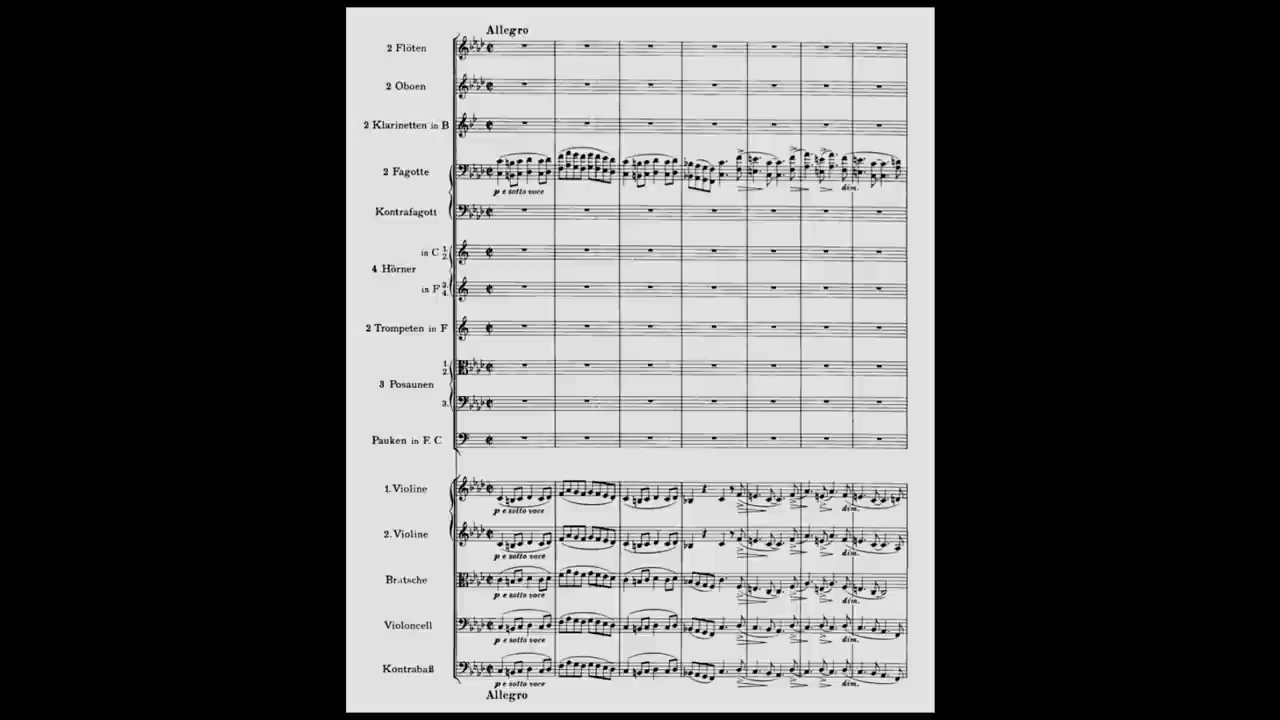 Allegro
2 Flöten
2 Oboen
2 Klarinetten in B
2 Fagotte
p e sotto voce
dim.
Kontrafagott
in C 1. 2.
4 Hörner
in F 3. 4.
2 Trompeten in F
1. 2.
3 Posaunen
3.
Pauken in F. C
1. Violine
p e sotto voce
dim.
2. Violine
p e sotto voce
dim.
Bratsche
p e sotto voce
dim.
Violoncell
p e sotto voce
dim.
Kontrabaß
p e sotto voce
dim.
Allegro